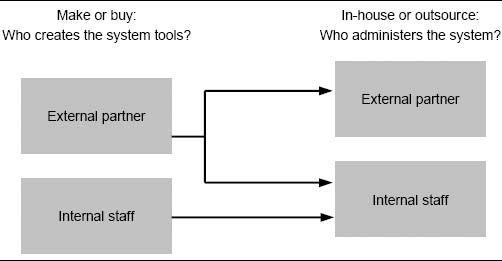 Make or buy:
Who creates the system tools?
In-house or outsource:
Who administers the system?
External partner
External partner
Internal staff
Internal staff